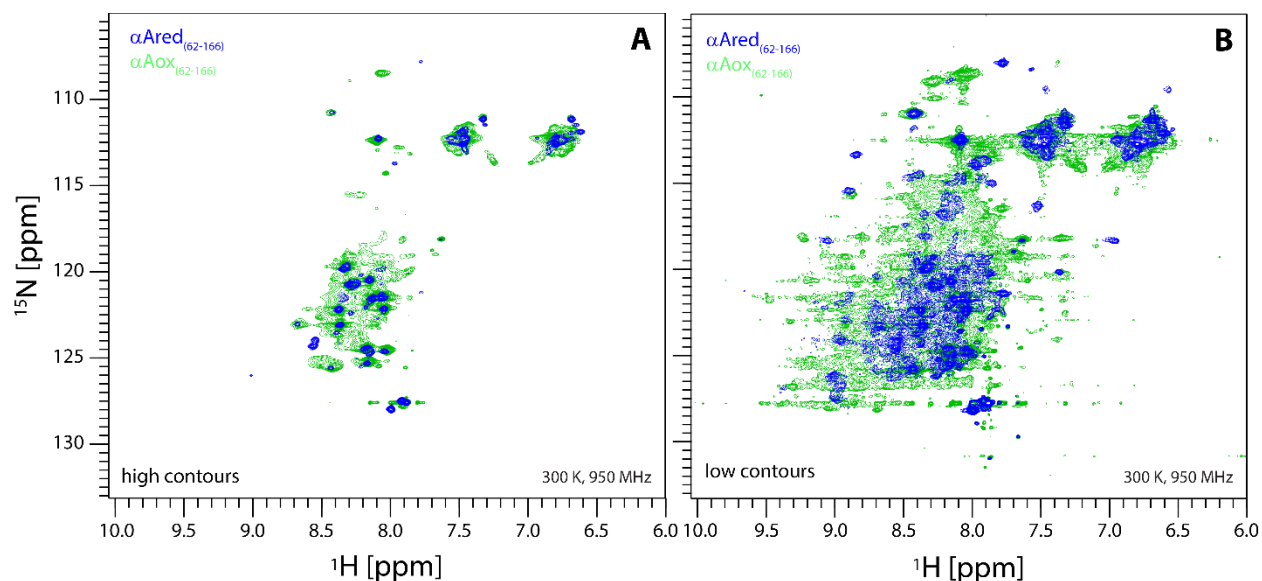 αAred(62-166) A
αAox(62-166)
110
115
120
125
130
15N [ppm]
high contours 300 K, 950 MHz
10.0 9.5 9.0 8.5 8.0 7.5 7.0 6.5 6.0
1H [ppm]
αAred(62-166) B
αAox(62-166)
low contours 300 K, 950 MHz
10.0 9.5 9.0 8.5 8.0 7.5 7.0 6.5 6.0
1H [ppm]